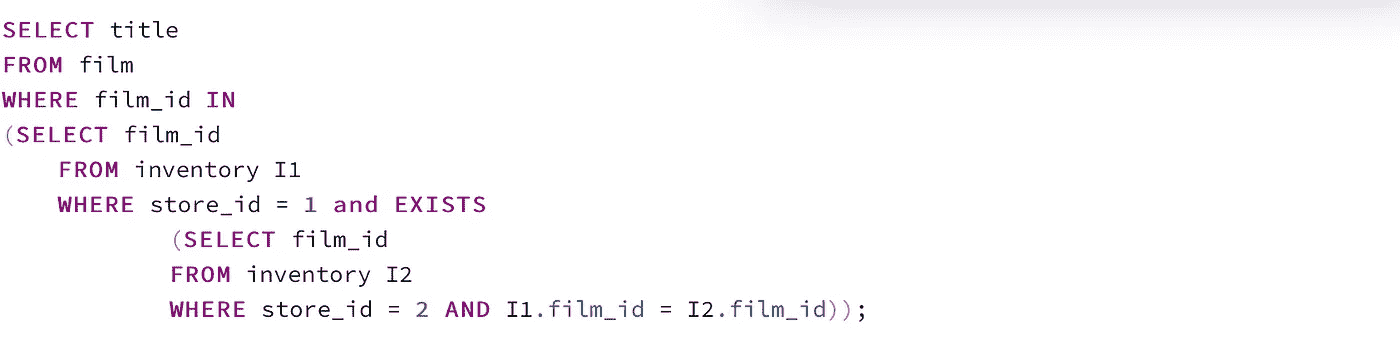 SELECT title
FROM film
WHERE film_id IN
(SELECT film_id
FROM inventory I1
WHERE store_id = 1 and EXISTS
(SELECT film_id
FROM inventory I2
WHERE store_id = 2 AND I1.film_id = I2.film_id));